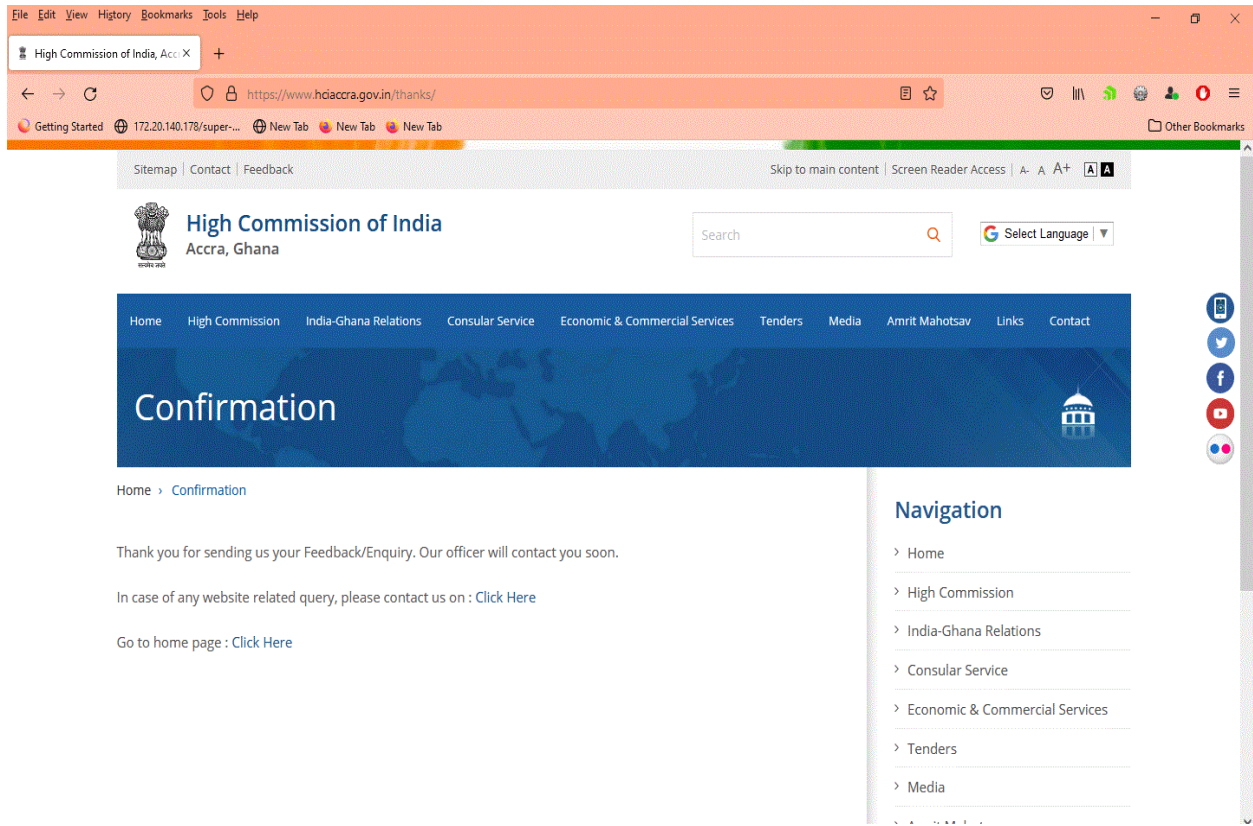 File Edit View History Bookmarks Tools Help
High Commission of India, Acc
https://www.hciaccra.gov.in/thanks/
Getting Started 172.20.140.178/super-... New Tab New Tab New Tab Other Bookmarks
Sitemap | Contact | Feedback Skip to main content | Screen Reader Access | A- A A+ A A
High Commission of India
Accra, Ghana
सत्यमेव जयते
Search
Select Language
Home High Commission India-Ghana Relations Consular Service Economic & Commercial Services Tenders Media Amrit Mahotsav Links Contact
Confirmation
Home › Confirmation
Thank you for sending us your Feedback/Enquiry. Our officer will contact you soon.
In case of any website related query, please contact us on : Click Here
Go to home page : Click Here
Navigation
Home
High Commission
India-Ghana Relations
Consular Service
Economic & Commercial Services
Tenders
Media